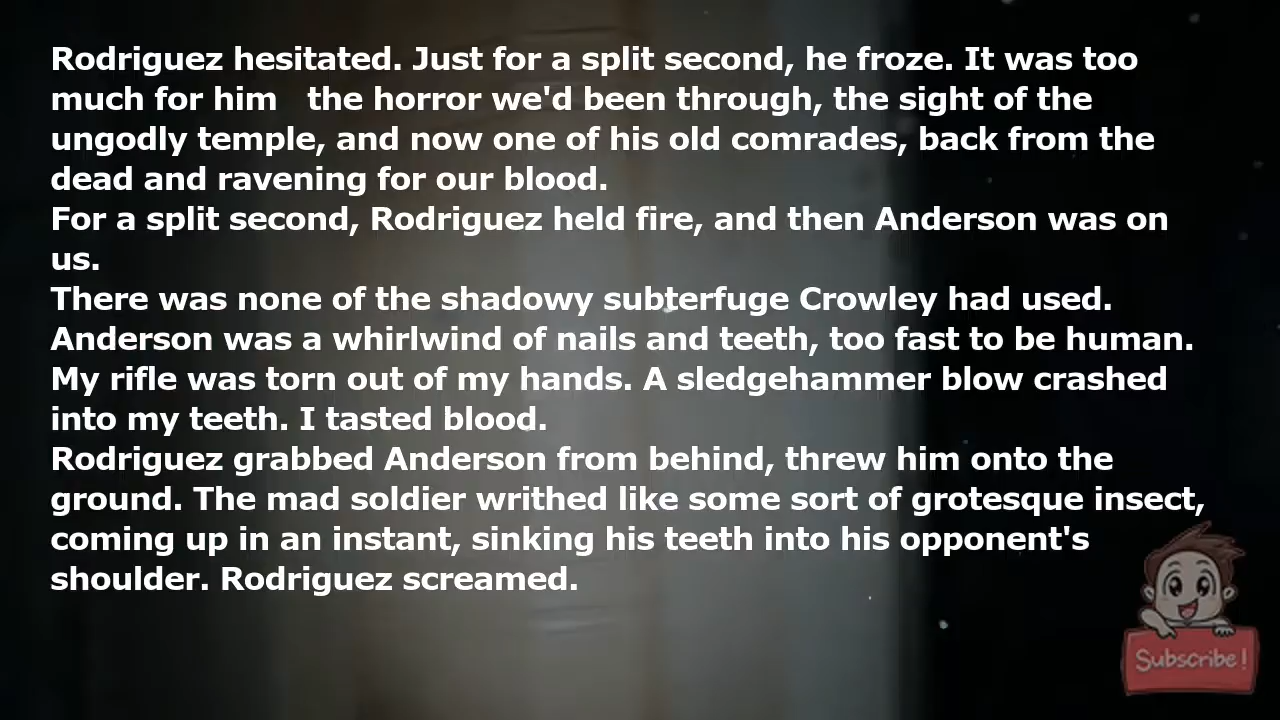 Rodriguez hesitated. Just for a split second, he froze. It was too
much for him   the horror we'd been through, the sight of the
ungodly temple, and now one of his old comrades, back from the
dead and ravening for our blood.
For a split second, Rodriguez held fire, and then Anderson was on
us.
There was none of the shadowy subterfuge Crowley had used.
Anderson was a whirlwind of nails and teeth, too fast to be human.
My rifle was torn out of my hands. A sledgehammer blow crashed
into my teeth. I tasted blood.
Rodriguez grabbed Anderson from behind, threw him onto the
ground. The mad soldier writhed like some sort of grotesque insect,
coming up in an instant, sinking his teeth into his opponent's
shoulder. Rodriguez screamed.
Subscribe!